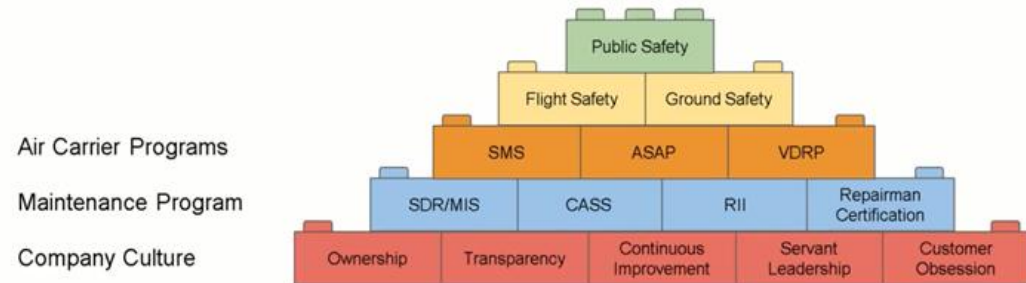 Public Safety
Flight Safety
Ground Safety
Air Carrier Programs
SMS
ASAP
VDRP
Maintenance Program
SDR/MIS
CASS
RII
Repairman
Certification
Company Culture
Ownership
Transparency
Continuous
Improvement
Servant
Leadership
Customer
Obsession